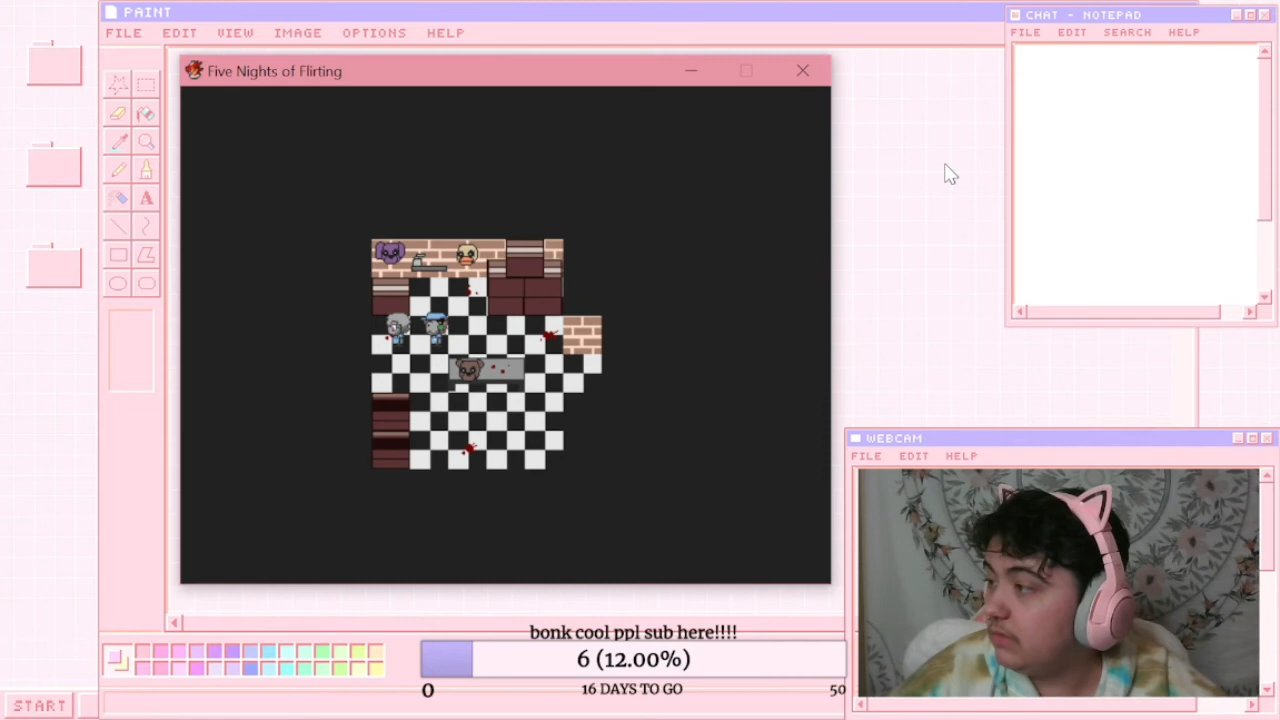 PAINT
FILE EDIT VIEW IMAGE OPTIONS HELP
Five Nights of Flirting
CHAT - NOTEPAD
FILE EDIT SEARCH HELP
A
WEBCAM
FILE EDIT HELP
bonk cool ppl sub here!!!!
6 (12.00%)
0 16 DAYS TO GO 50
START